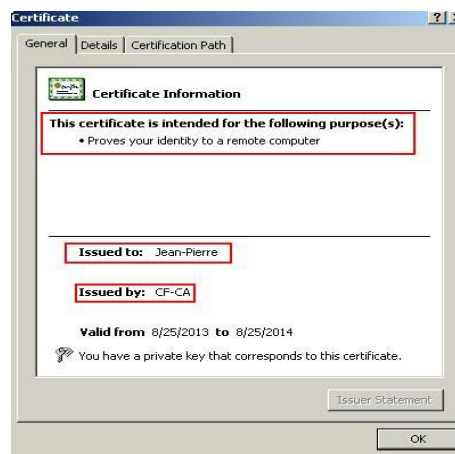 Certificate
General Details Certification Path
Certificate Information
This certificate is intended for the following purpose(s):
• Proves your identity to a remote computer
Issued to: Jean-Pierre
Issued by: CF-CA
Valid from 8/25/2013 to 8/25/2014
You have a private key that corresponds to this certificate.
Issuer Statement
OK